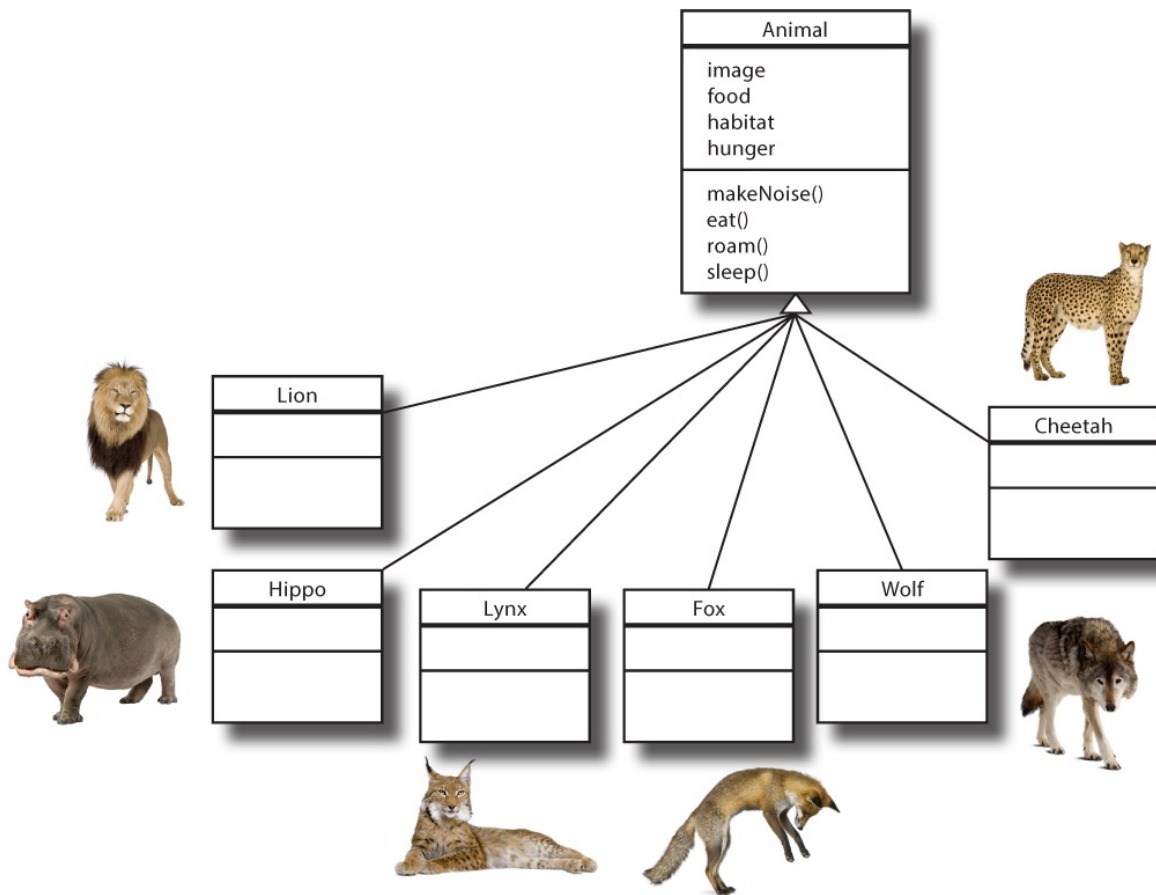 Animal
image
food
habitat
hunger
makeNoise()
eat()
roam()
sleep()
Lion
Cheetah
Hippo
Lynx
Fox
Wolf